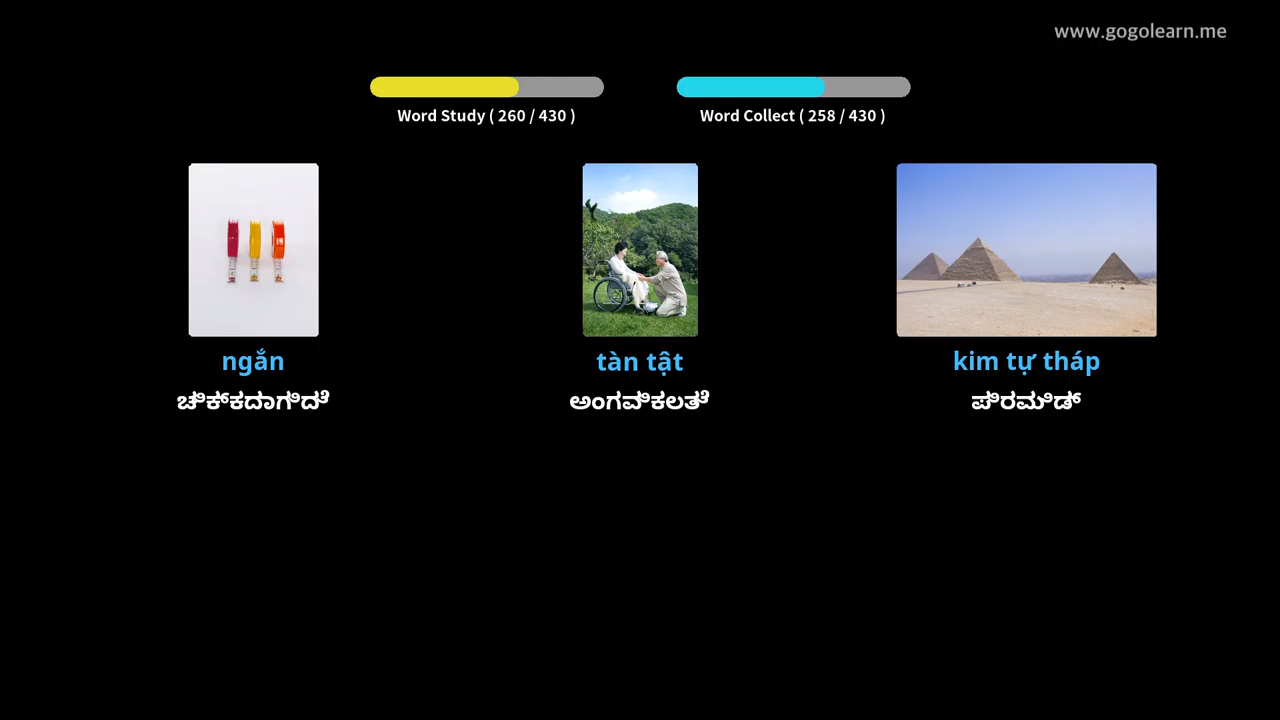 www.gogolearn.me
Word Study ( 260 / 430 )
Word Collect ( 258 / 430 )
ngắn
tàn tật
kim tự tháp
ಚಿಕ್ಕದಾಗಿದೆ
ಅಂಗವಿಕಲತೆ
ಪಿರಮಿಡ್